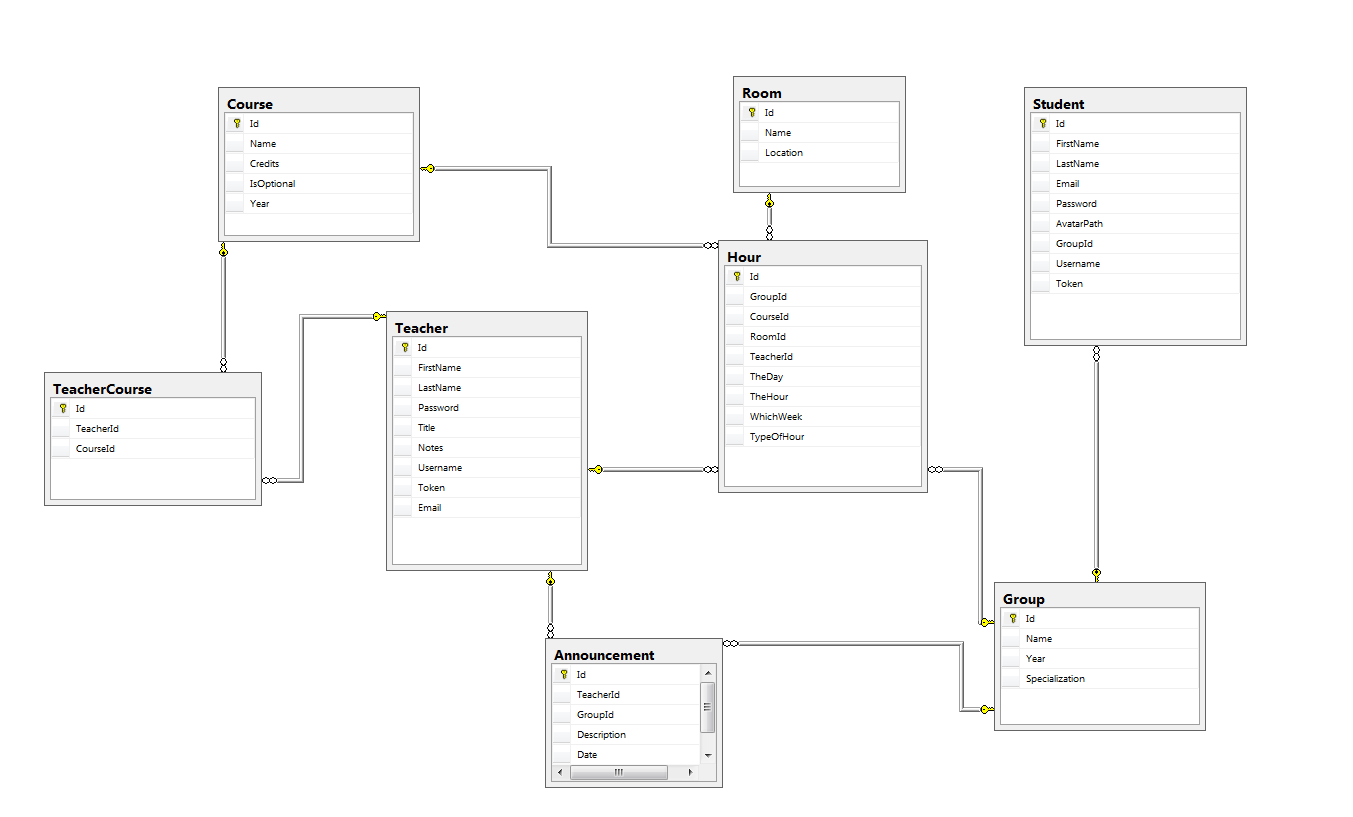 Course
Id
Name
Credits
IsOptional
Year
Room
Id
Name
Location
Student
Id
FirstName
LastName
Email
Password
AvatarPath
GroupId
Username
Token
Hour
Id
GroupId
CourseId
RoomId
TeacherId
TheDay
TheHour
WhichWeek
TypeOfHour
Teacher
Id
FirstName
LastName
Password
Title
Notes
Username
Token
Email
TeacherCourse
Id
TeacherId
CourseId
Group
Id
Name
Year
Specialization
Announcement
Id
TeacherId
GroupId
Description
Date